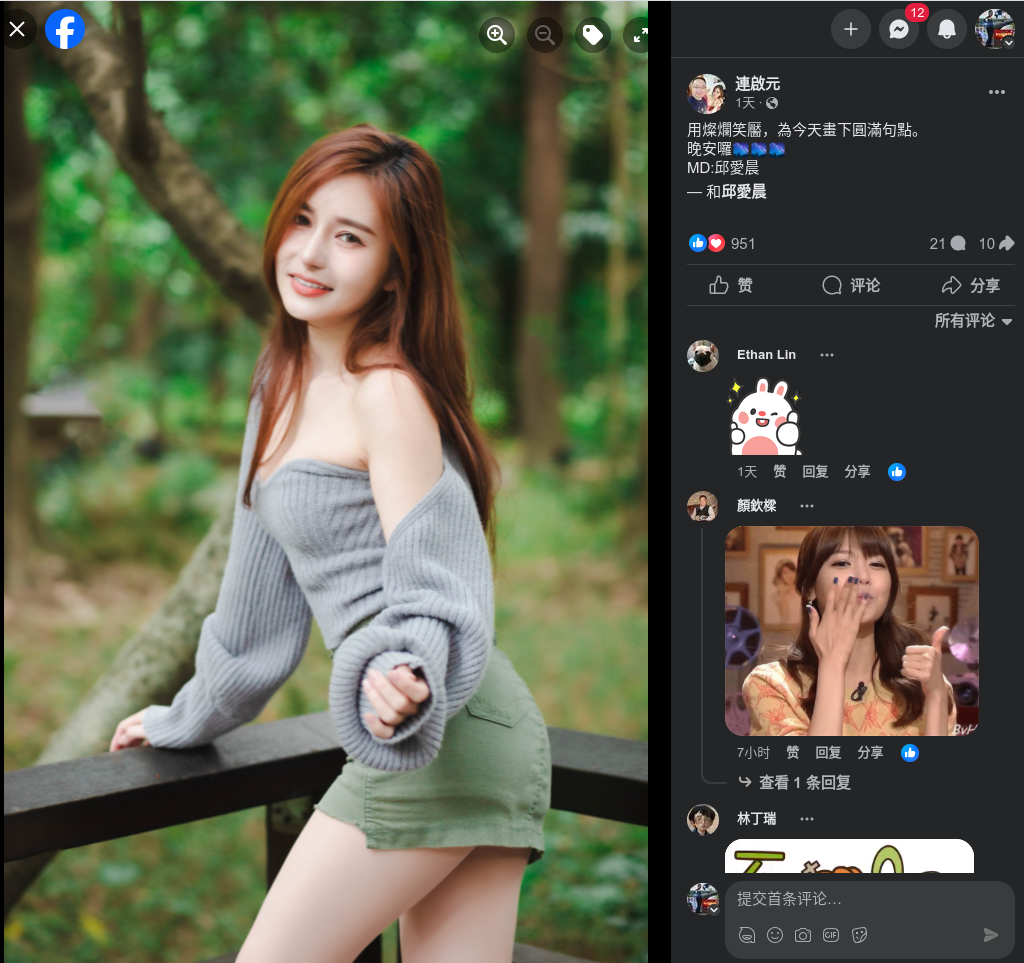 12
連啟元
1天
用燦爛笑靨，為今天畫下圓滿句點。
晚安囉
MD:邱愛晨
— 和邱愛晨
951
21 10
赞 评论 分享
所有评论
Ethan Lin
1天 赞 回复 分享
顏欽樑
7小时 赞 回复 分享
查看 1 条回复
林丁瑞
提交首条评论…
GIF